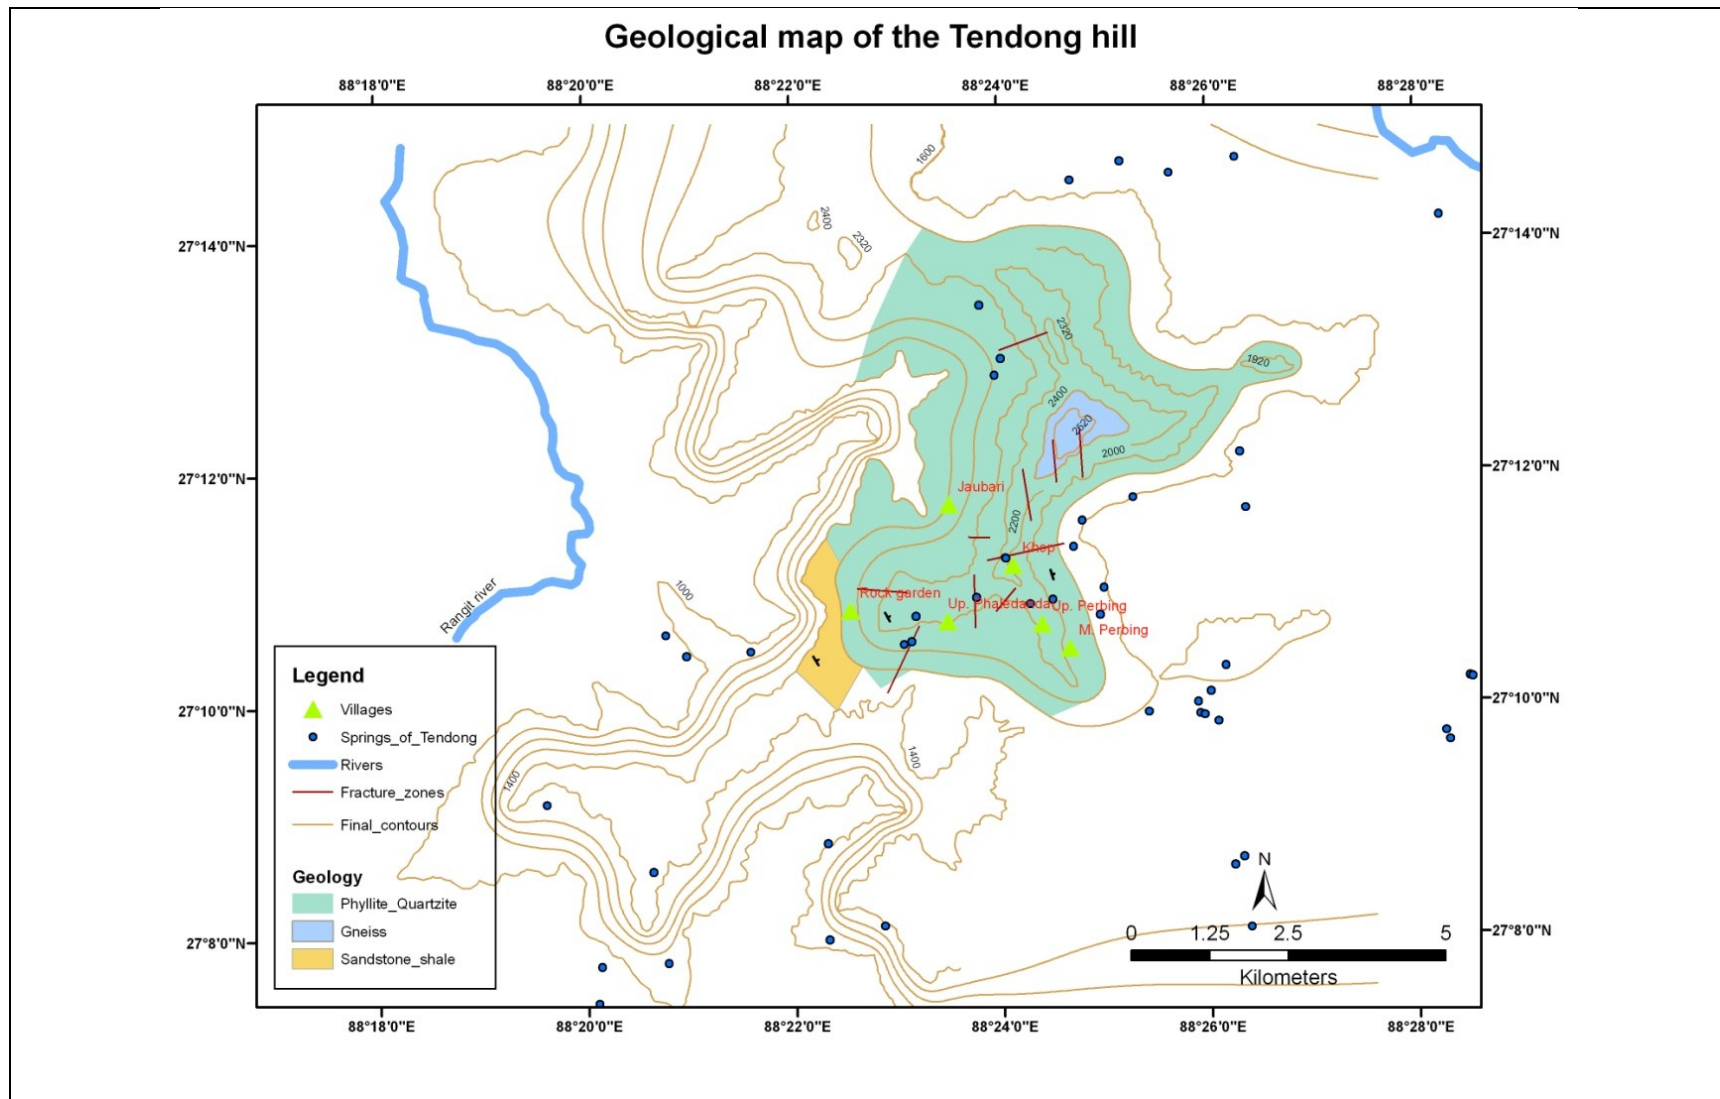 Geological map of the Tendong hill
88°18'0"E 88°20'0"E 88°22'0"E 88°24'0"E 88°26'0"E 88°28'0"E
1600
2400
2320
27°14'0"N 27°14'0"N
2320
1920
2400
2520
2000
27°12'0"N 27°12'0"N
Jaubari
2200
Khop
1000
Rock garden
Up. Phaledanda
Up. Perbing
M. Perbing
Rangit river
27°10'0"N 27°10'0"N
1400
1400
Legend
Villages
Springs_of_Tendong
Rivers
Fracture_zones
Final_contours
Geology
Phyllite_Quartzite
Gneiss
Sandstone_shale
N
0 1.25 2.5 5
Kilometers
27°8'0"N 27°8'0"N
88°18'0"E 88°20'0"E 88°22'0"E 88°24'0"E 88°26'0"E 88°28'0"E